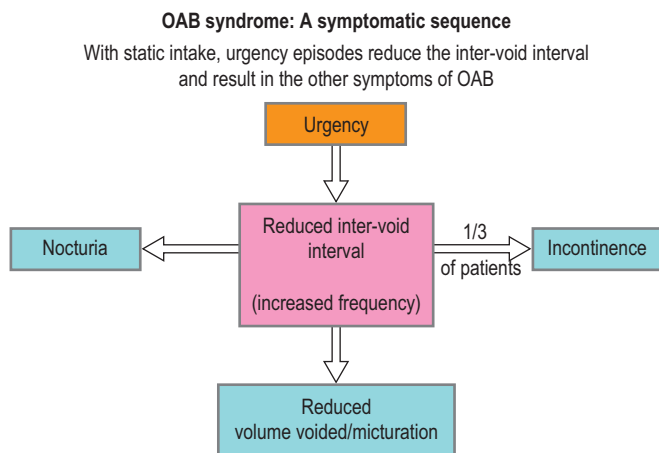 OAB syndrome: A symptomatic sequence
With static intake, urgency episodes reduce the inter-void interval
and result in the other symptoms of OAB
Urgency
Nocturia
Reduced inter-void
interval
(increased frequency)
1/3
of patients
Incontinence
Reduced
volume voided/micturation